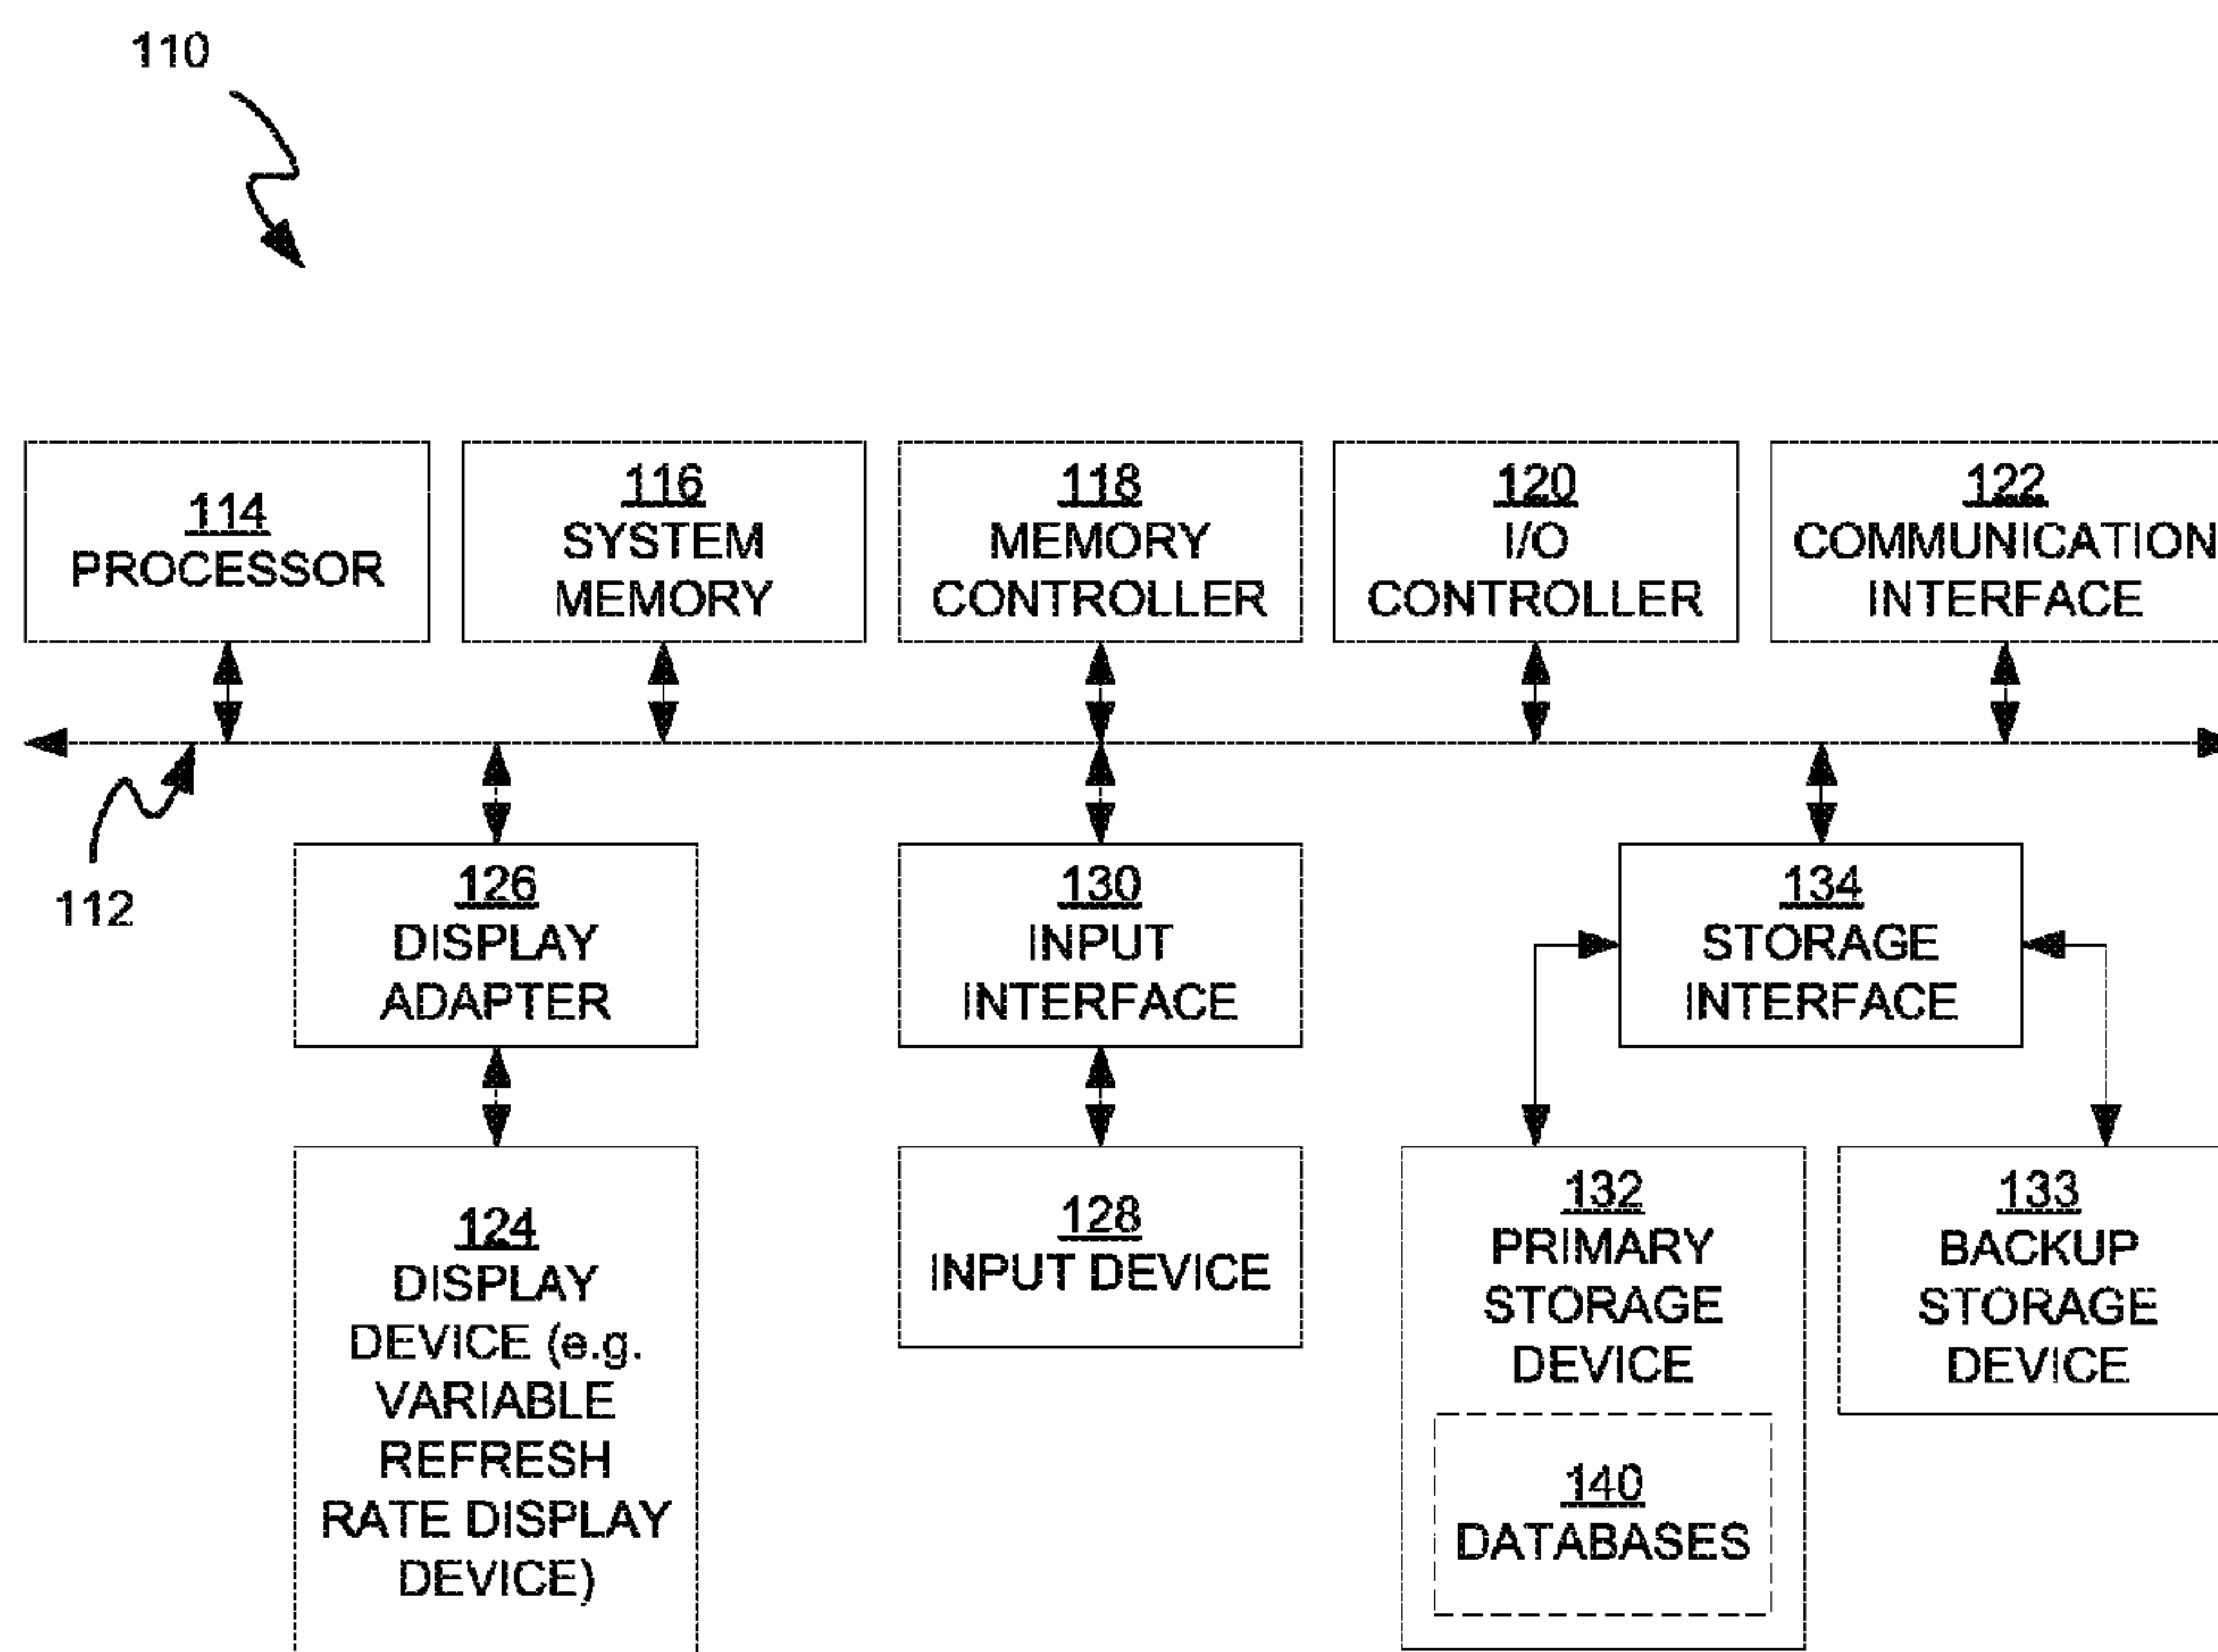 110
114
PROCESSOR
116
SYSTEM
MEMORY
118
MEMORY
CONTROLLER
120
I/O
CONTROLLER
122
COMMUNICATION
INTERFACE
112
126
DISPLAY
ADAPTER
130
INPUT
INTERFACE
134
STORAGE
INTERFACE
124
DISPLAY
DEVICE (e.g.
VARIABLE
REFRESH
RATE DISPLAY
DEVICE)
128
INPUT DEVICE
132
PRIMARY
STORAGE
DEVICE
140
DATABASES
133
BACKUP
STORAGE
DEVICE